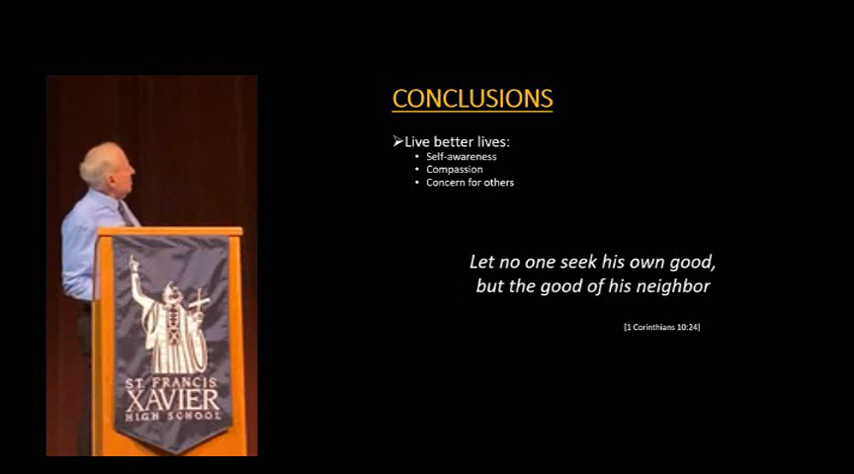 CONCLUSIONS
➢Live better lives:
• Self-awareness
• Compassion
• Concern for others
Let no one seek his own good,
but the good of his neighbor
[1 Corinthians 10:24]
ST. FRANCIS
XAVIER
HIGH SCHOOL